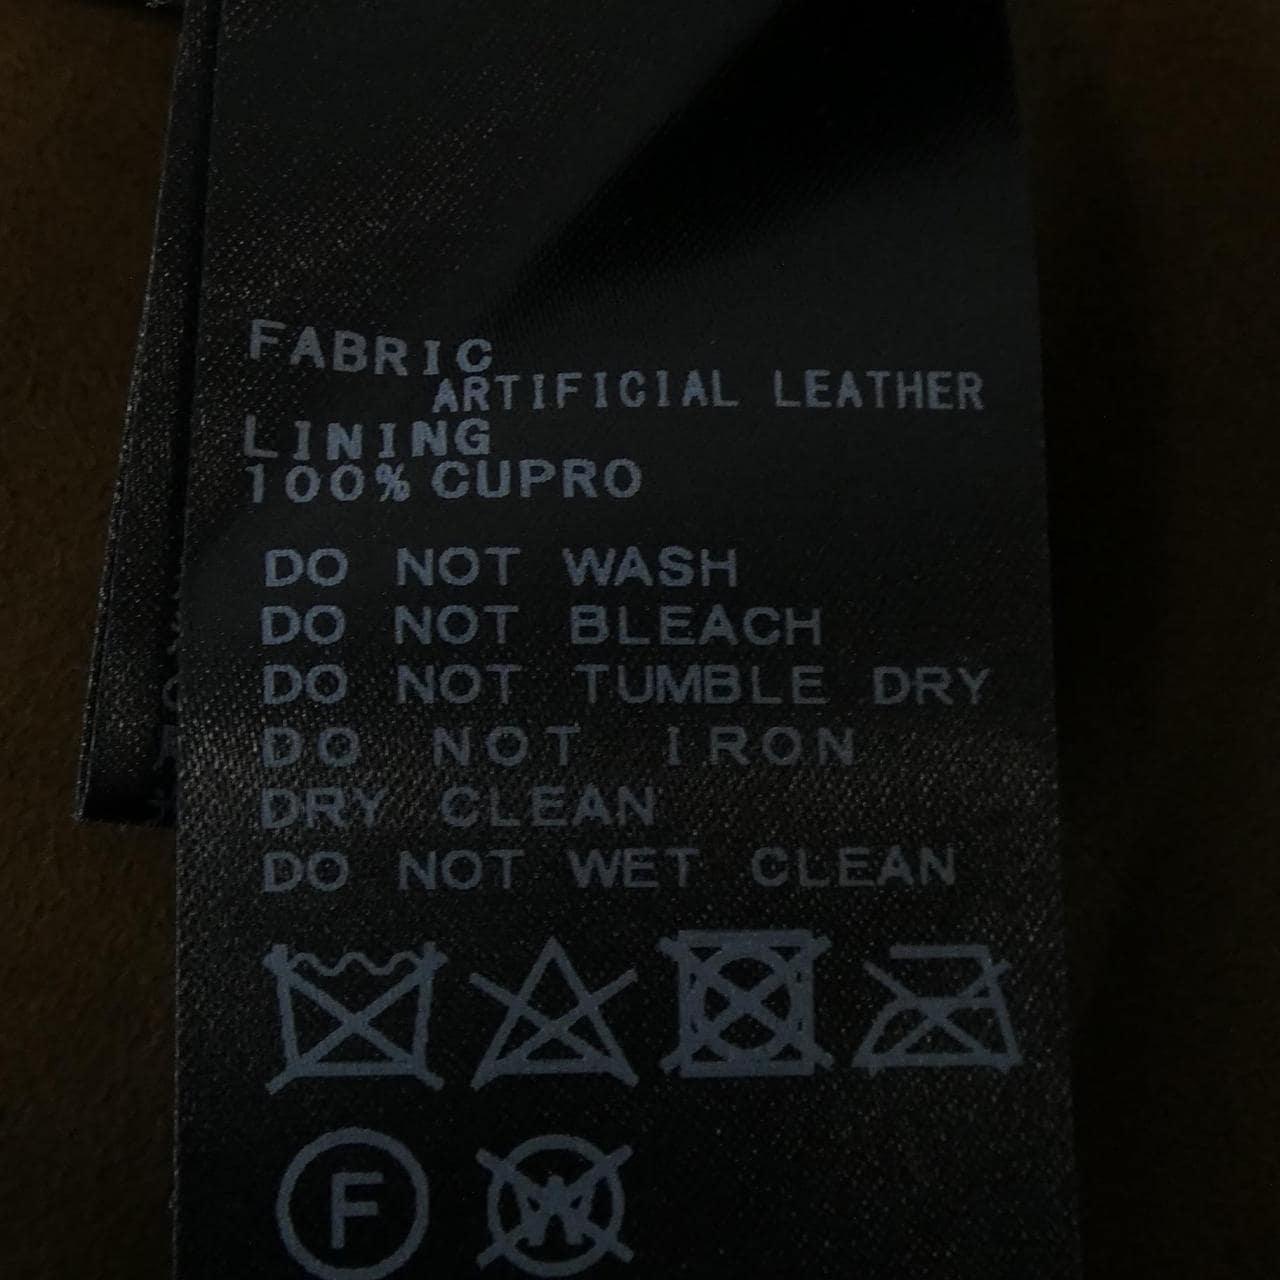 FABRIC
ARTIFICIAL LEATHER
LINING
100% CUPRO
DO NOT WASH
DO NOT BLEACH
DO NOT TUMBLE DRY
DO NOT IRON
DRY CLEAN
DO NOT WET CLEAN
F
W